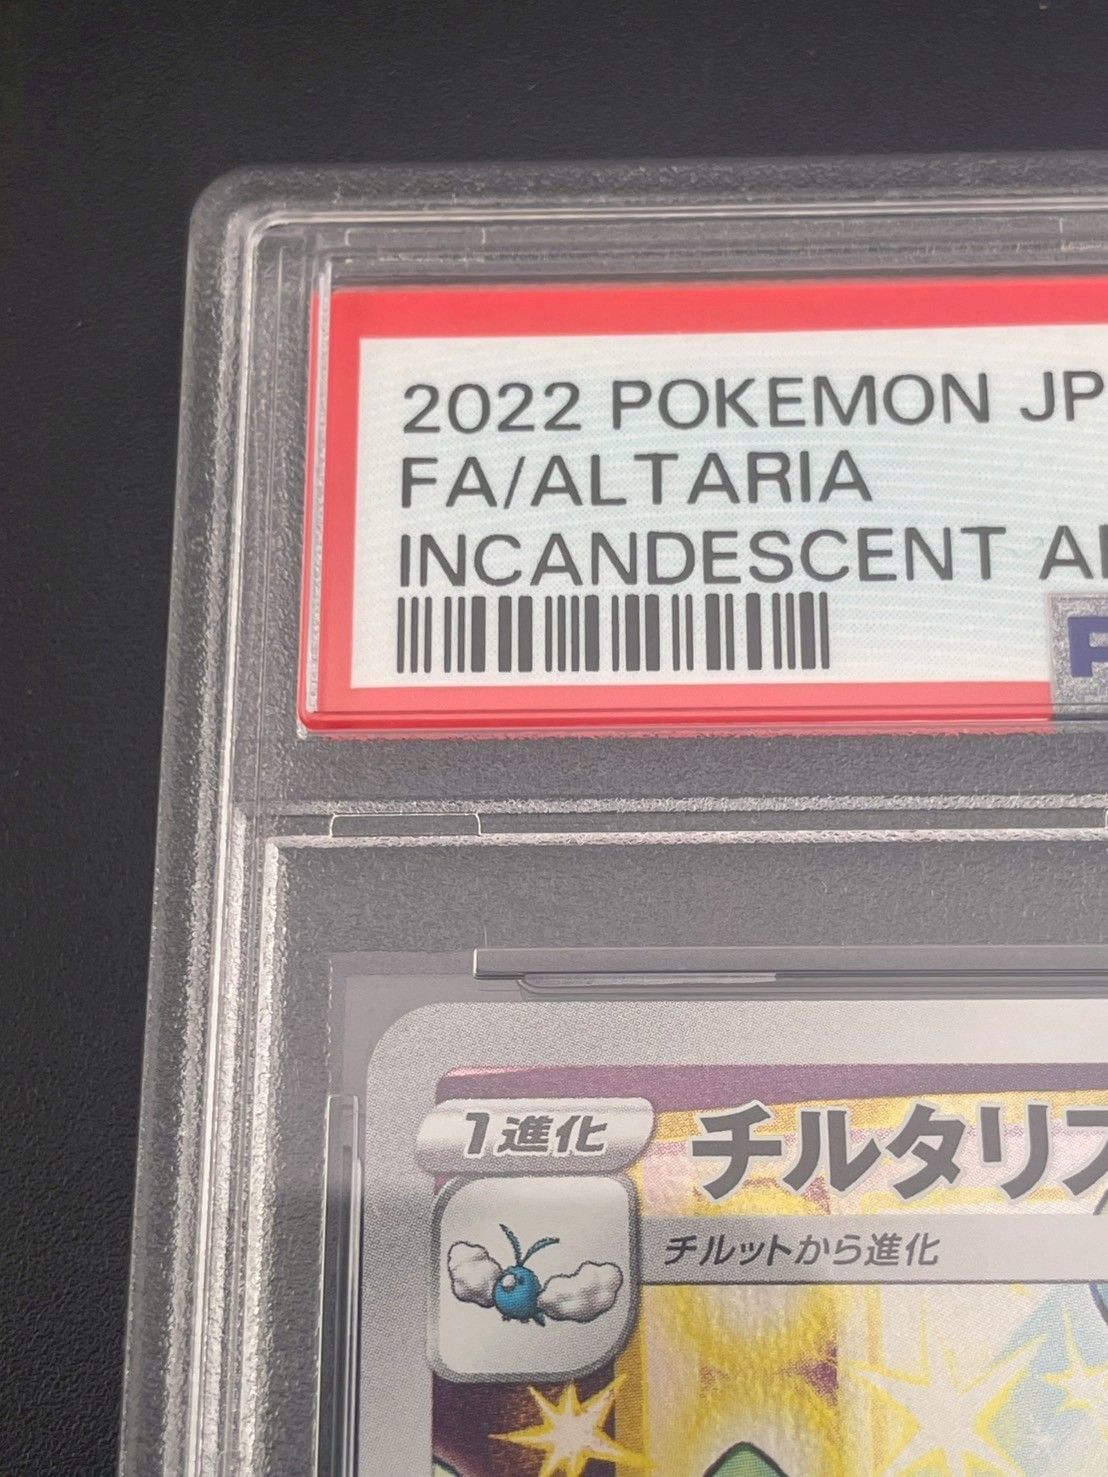 2022 POKEMON JP
FA/ALTARIA
INCANDESCENT
1進化
チルタリス
チルットから進化